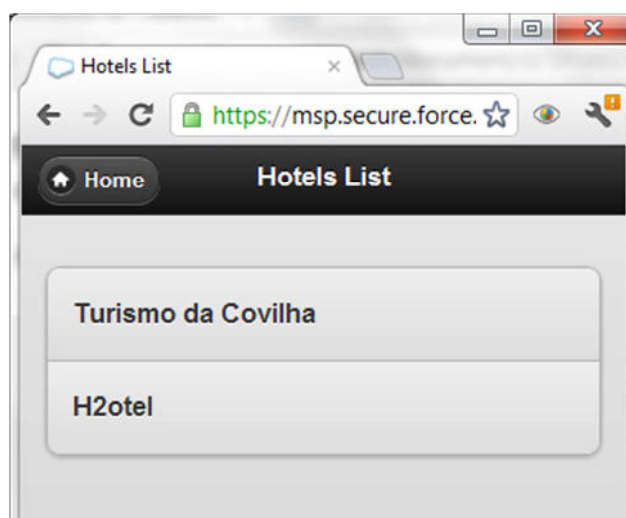 Hotels List
https://msp.secure.force.
Home
Hotels List
Turismo da Covilha
H2otel